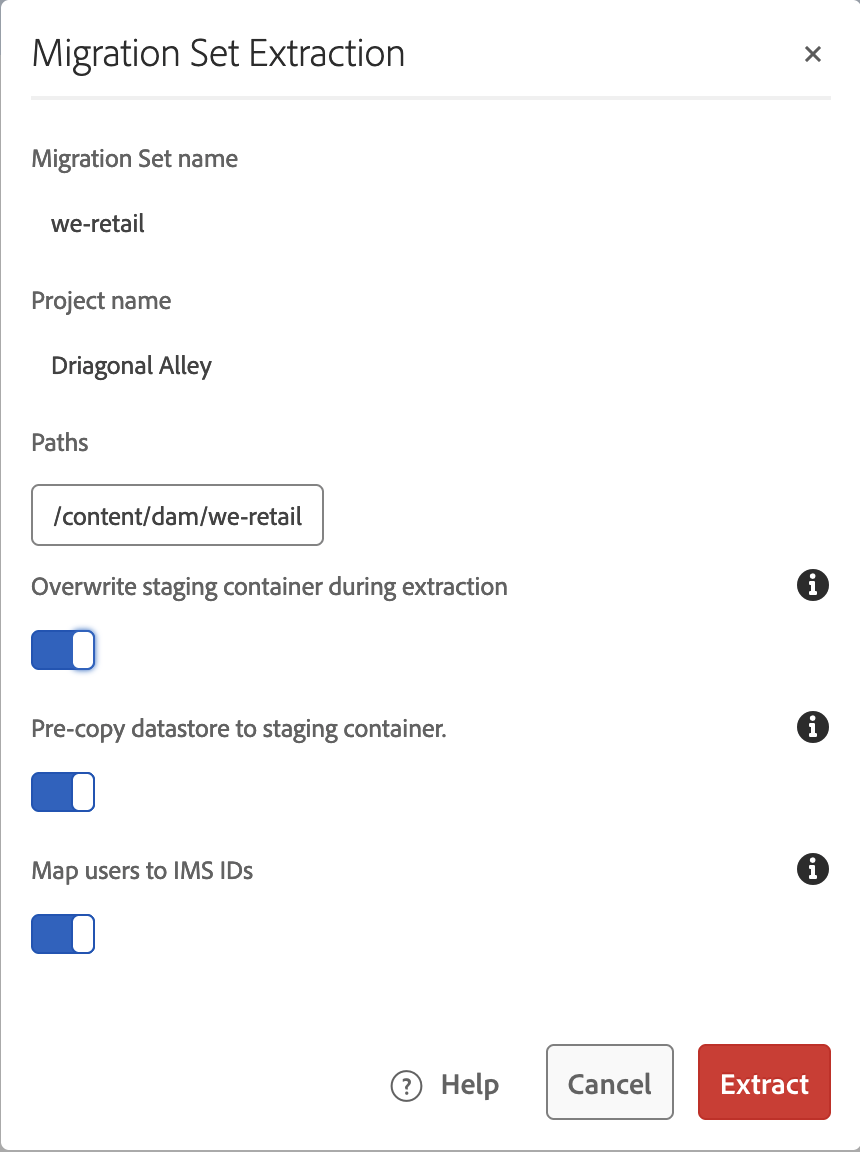 Migration Set Extraction
Migration Set name
we-retail
Project name
Driagonal Alley
Paths
/content/dam/we-retail
Overwrite staging container during extraction
Pre-copy datastore to staging container.
Map users to IMS IDs
? Help Cancel Extract